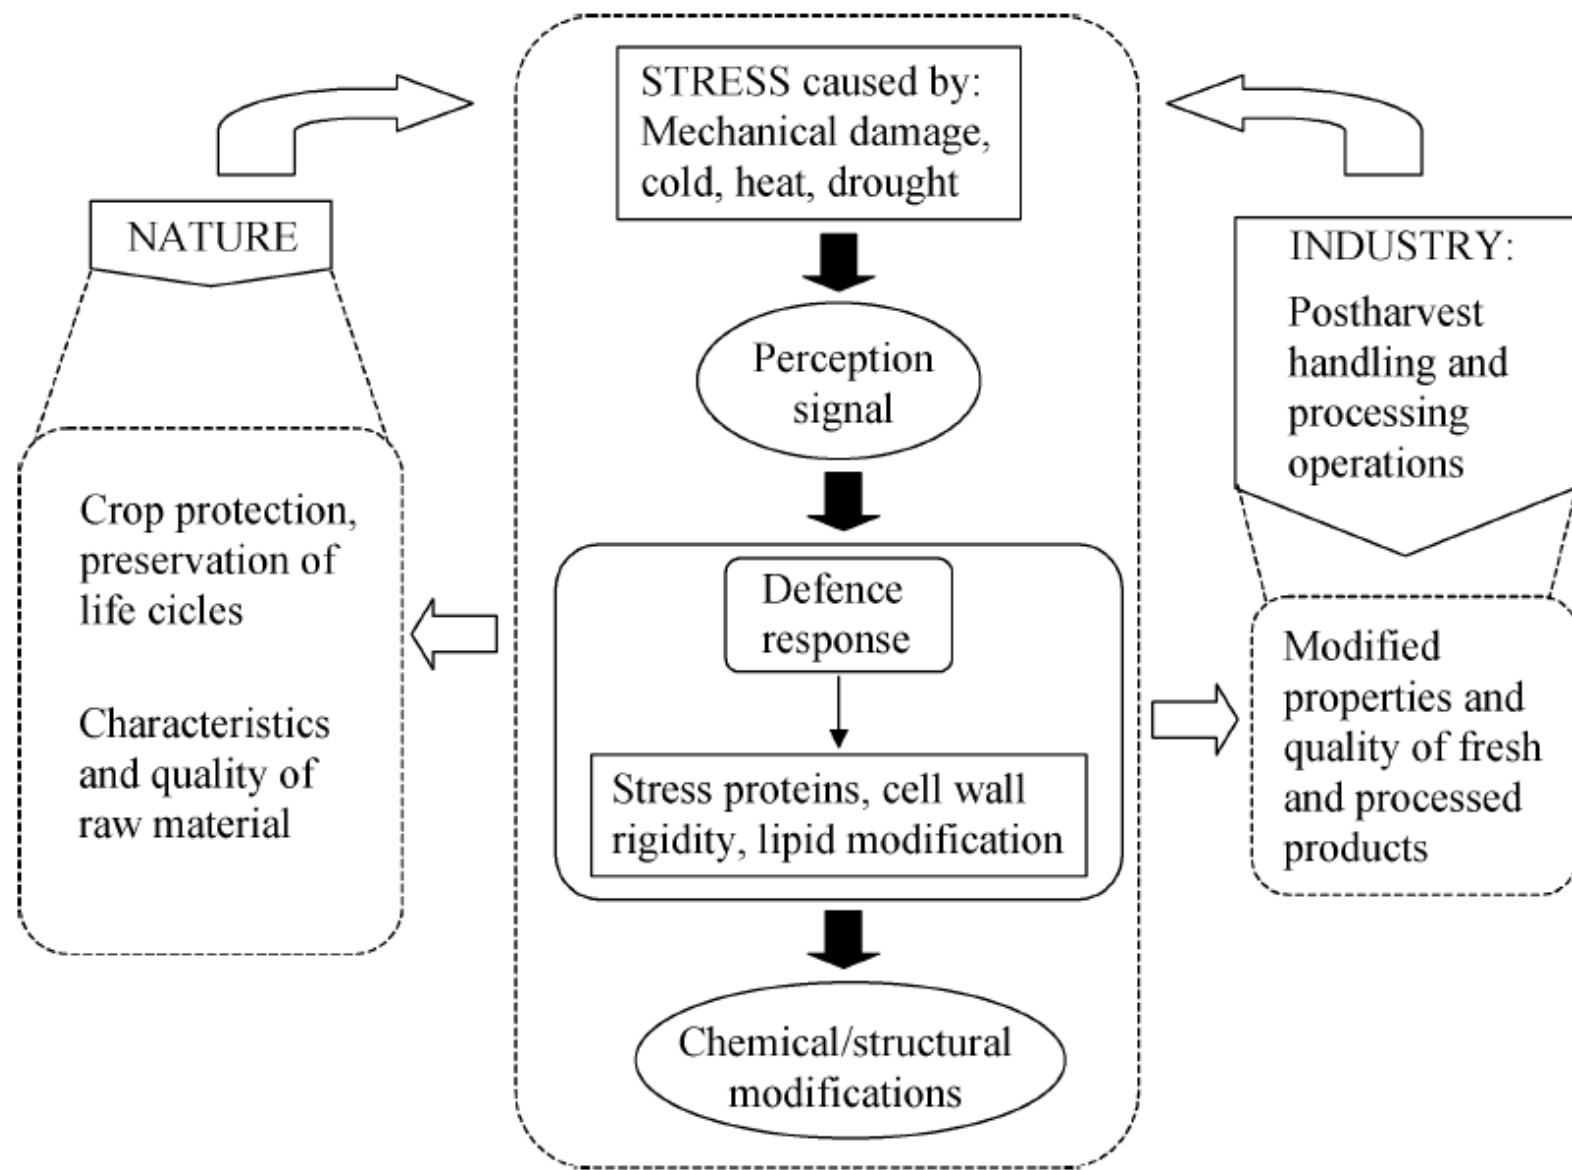 STRESS caused by:
Mechanical damage,
cold, heat, drought
NATURE
INDUSTRY:
Postharvest
handling and
processing
operations
Perception
signal
Crop protection,
preservation of
life cicles
Characteristics
and quality of
raw material
Defence
response
Stress proteins, cell wall
rigidity, lipid modification
Modified
properties and
quality of fresh
and processed
products
Chemical/structural
modifications